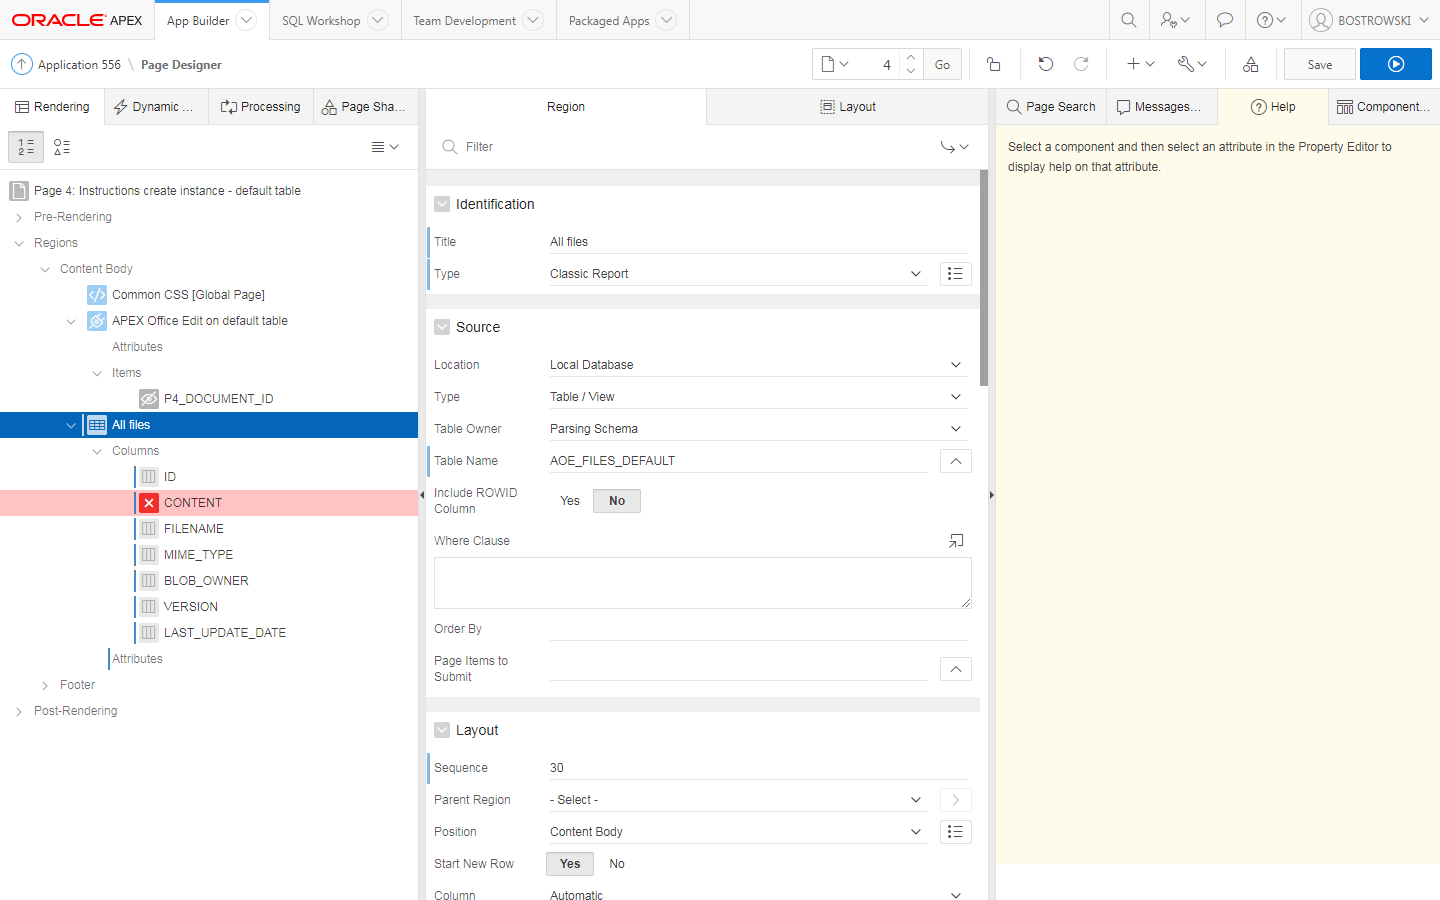 ORACLE APEX
App Builder
SQL Workshop
Team Development
Packaged Apps
BOSTROWSKI
Application 556 \ Page Designer
4
Go
Save
Rendering
Dynamic ...
Processing
Page Sha...
Region
Layout
Page Search
Messages...
Help
Component...
Filter
Select a component and then select an attribute in the Property Editor to
display help on that attribute.
Page 4: Instructions create instance - default table
Pre-Rendering
Regions
Content Body
Common CSS [Global Page]
APEX Office Edit on default table
Attributes
Items
P4_DOCUMENT_ID
All files
Columns
ID
CONTENT
FILENAME
MIME_TYPE
BLOB_OWNER
VERSION
LAST_UPDATE_DATE
Attributes
Footer
Post-Rendering
Identification
Title All files
Type Classic Report
Source
Location Local Database
Type Table / View
Table Owner Parsing Schema
Table Name AOE_FILES_DEFAULT
Include ROWID
Column
Yes No
Where Clause
Order By
Page Items to
Submit
Layout
Sequence 30
Parent Region - Select -
Position Content Body
Start New Row Yes No
Column Automatic